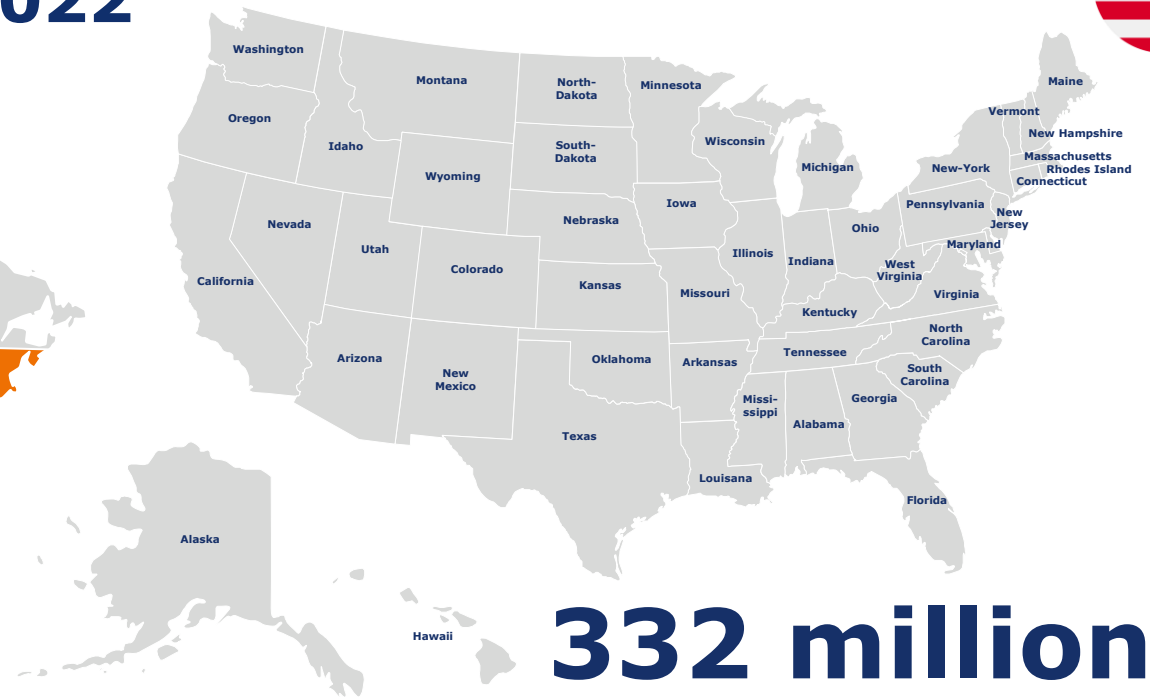 022
Washington
Montana
North-
Dakota
Minnesota
Maine
Oregon
Vermont
New Hampshire
Idaho
South-
Dakota
Wisconsin
Michigan
Massachusetts
Wyoming
New-York
Rhodes Island
Connecticut
Iowa
Pennsylvania
Nebraska
New
Jersey
Nevada
Ohio
Utah
Maryland
Illinois
Indiana
Colorado
West
Virginia
California
Kansas
Missouri
Virginia
Kentucky
North
Carolina
Arizona
Oklahoma
Arkansas
Tennessee
New
Mexico
South
Carolina
Missi-
ssippi
Georgia
Alabama
Texas
Louisana
Florida
Alaska
Hawaii
332 million